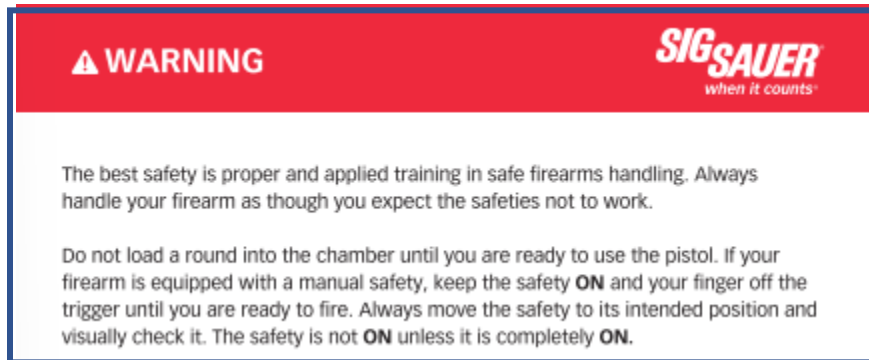 WARNING
SIG SAUER
when it counts
The best safety is proper and applied training in safe firearms handling. Always
handle your firearm as though you expect the safeties not to work.
Do not load a round into the chamber until you are ready to use the pistol. If your
firearm is equipped with a manual safety, keep the safety ON and your finger off the
trigger until you are ready to fire. Always move the safety to its intended position and
visually check it. The safety is not ON unless it is completely ON.